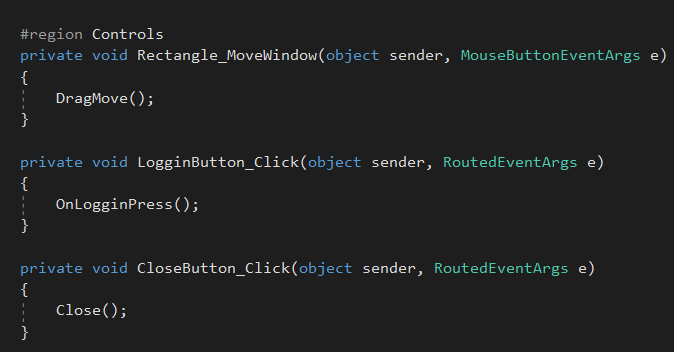 #region Controls
private void Rectangle_MoveWindow(object sender, MouseButtonEventArgs e)
{
DragMove();
}
private void LogginButton_Click(object sender, RoutedEventArgs e)
{
OnLogginPress();
}
private void CloseButton_Click(object sender, RoutedEventArgs e)
{
Close();
}